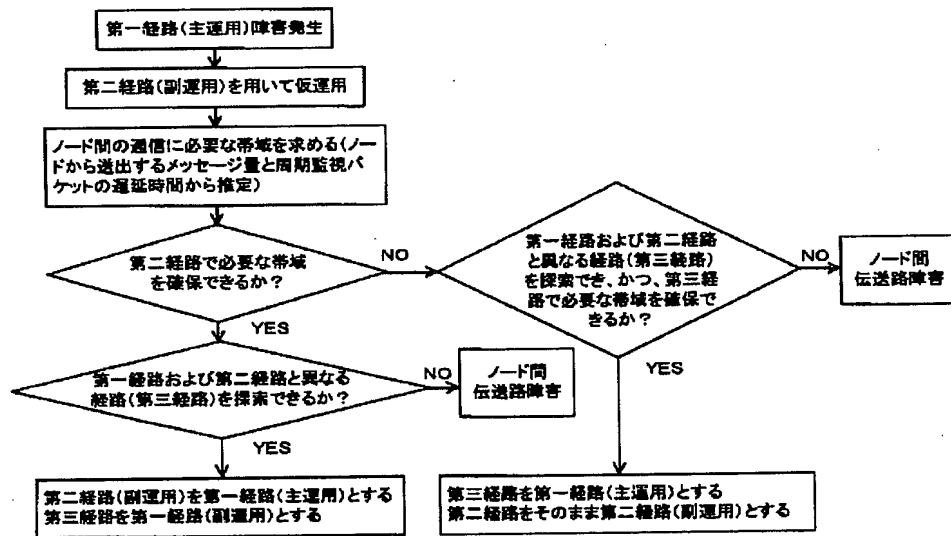 第一経路(主運用)障害発生
第二経路(副運用)を用いて仮運用
ノード間の通信に必要な帯域を求める(ノー
ドから送出するメッセージ量と周期監視パ
ケットの遅延時間から推定)
第二経路で必要な帯域
を確保できるか?
NO
第一経路および第二経路
と異なる経路(第三経路)
を探索でき、かつ、第三経
路で必要な帯域を確保で
きるか?
NO
ノード間
伝送路障害
YES
第一経路および第二経路と異なる
経路(第三経路)を探索できるか?
NO
ノード間
伝送路障害
YES
YES
第二経路(副運用)を第一経路(主運用)とする
第三経路を第一経路(副運用)とする
第三経路を第一経路(主運用)とする
第二経路をそのまま第二経路(副運用)とする